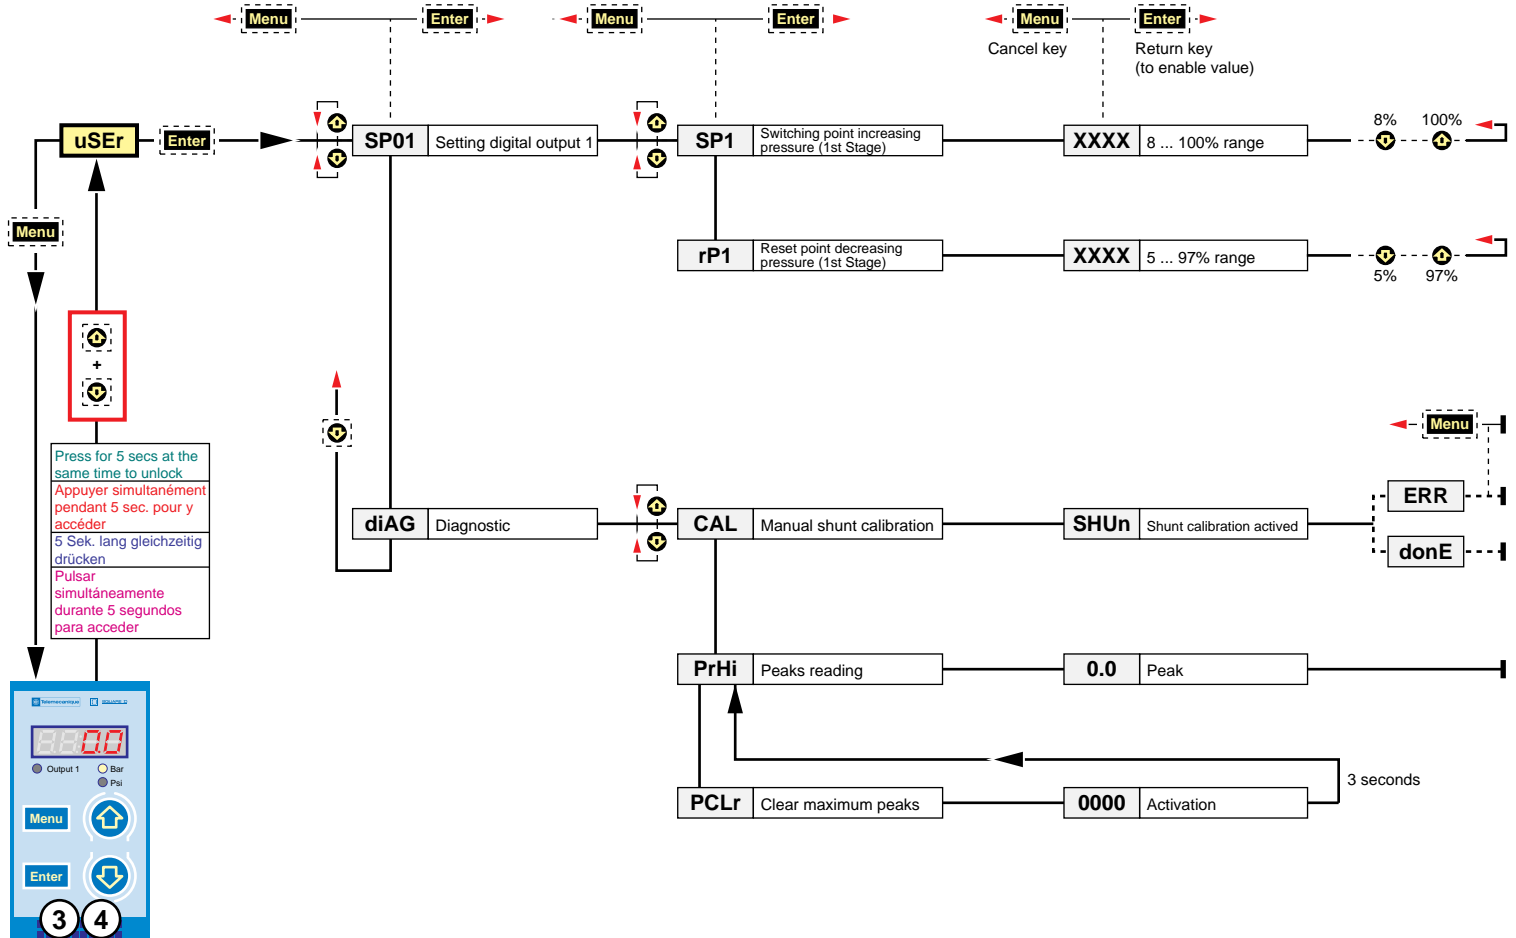 Menu Enter Menu Enter Menu Enter
Cancel key
Return key
(to enable value)
uSEr Enter
SP01 Setting digital output 1
SP1 Switching point increasing
pressure (1st Stage)
XXXX 8 ... 100% range
8% 100%
Menu
rP1 Reset point decreasing
pressure (1st Stage)
XXXX 5 ... 97% range
5% 97%
+
Press for 5 secs at the
same time to unlock
Appuyer simultanément
pendant 5 sec. pour y
accéder
5 Sek. lang gleichzeitig
drücken
Pulsar
simultáneamente
durante 5 segundos
para acceder
Menu
diAG Diagnostic
CAL Manual shunt calibration
SHUn Shunt calibration actived
ERR
donE
PrHi Peaks reading
0.0 Peak
3 seconds
PCLr Clear maximum peaks
0000 Activation
Telemecanique SQUARE D
0.0
Output 1 Bar
Psi
Menu
Enter
3 4